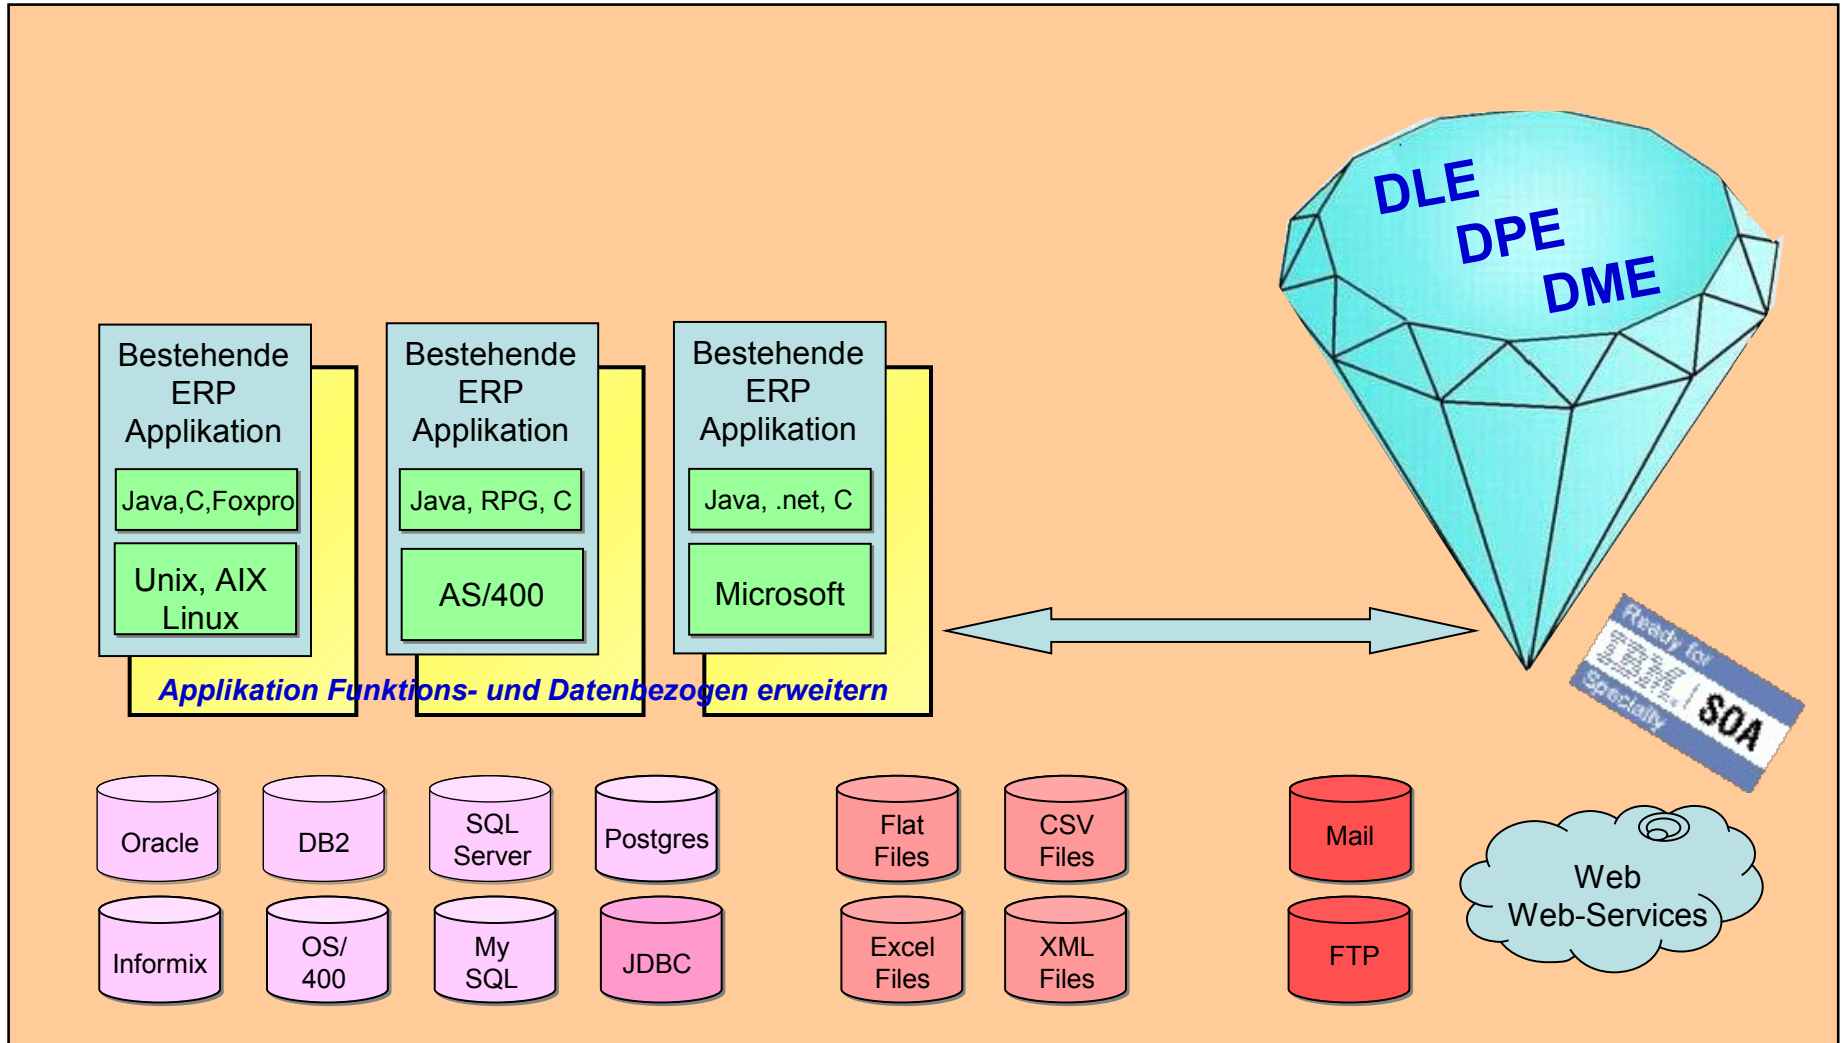 DLE
DPE
DME
Bestehende
ERP
Applikation
Java,C,Foxpro
Unix, AIX
Linux
Bestehende
ERP
Applikation
Java, RPG, C
AS/400
Bestehende
ERP
Applikation
Java, .net, C
Microsoft
Applikation Funktions- und Datenbezogen erweitern
Ready for
IBM
SOA
Specialty
Oracle
DB2
SQL
Server
Postgres
Flat
Files
CSV
Files
Mail
Web
Web-Services
Informix
OS/
400
My
SQL
JDBC
Excel
Files
XML
Files
FTP